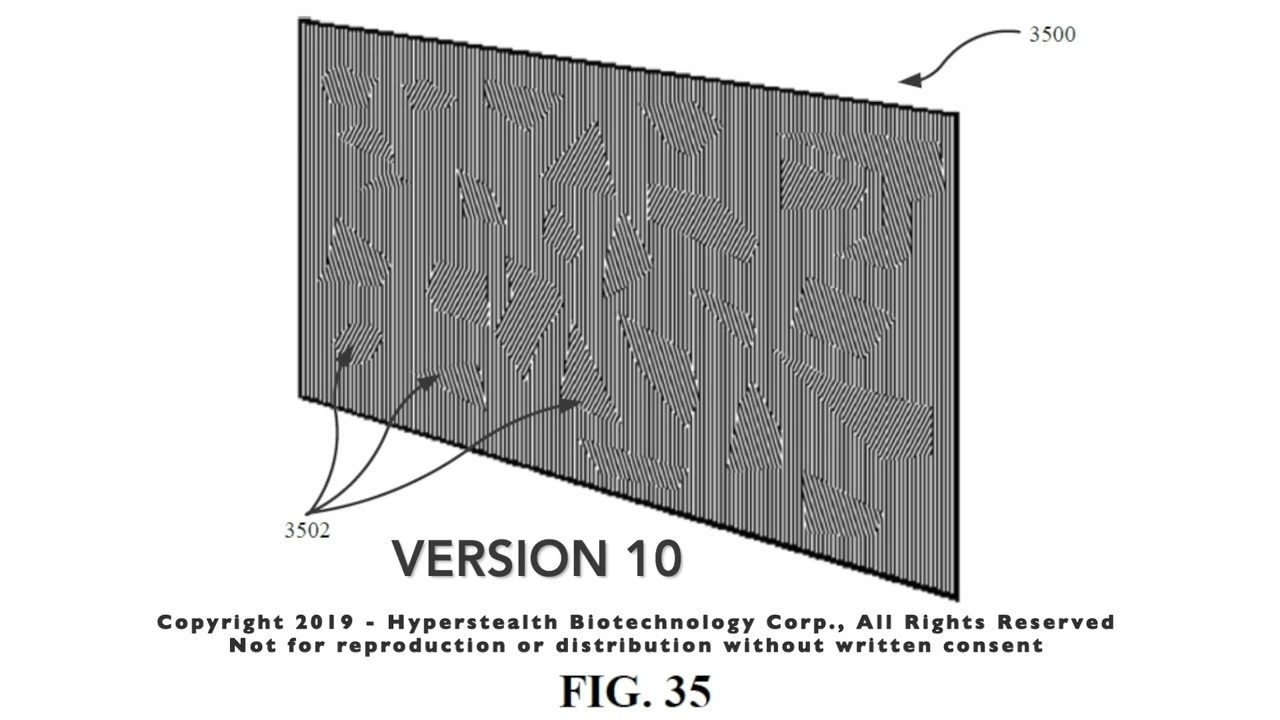 3500
3502
VERSION 10
Copyright 2019 - Hyperstealth Biotechnology Corp., All Rights Reserved
Not for reproduction or distribution without written consent
FIG. 35